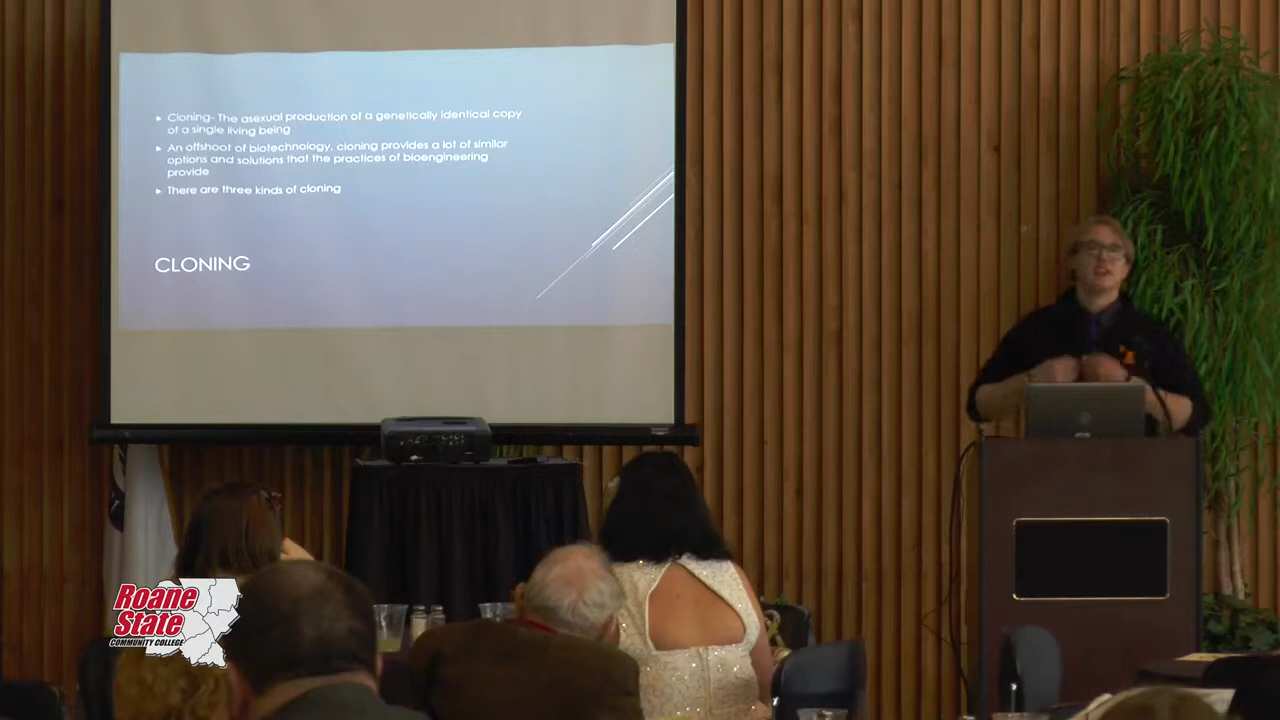 ▸ Cloning- The asexual production of a genetically identical copy
of a single living being
▸ An offshoot of biotechnology, cloning provides a lot of similar
options and solutions that the practices of bioengineering
provide
▸ There are three kinds of cloning
CLONING
Roane
State
COMMUNITY COLLEGE